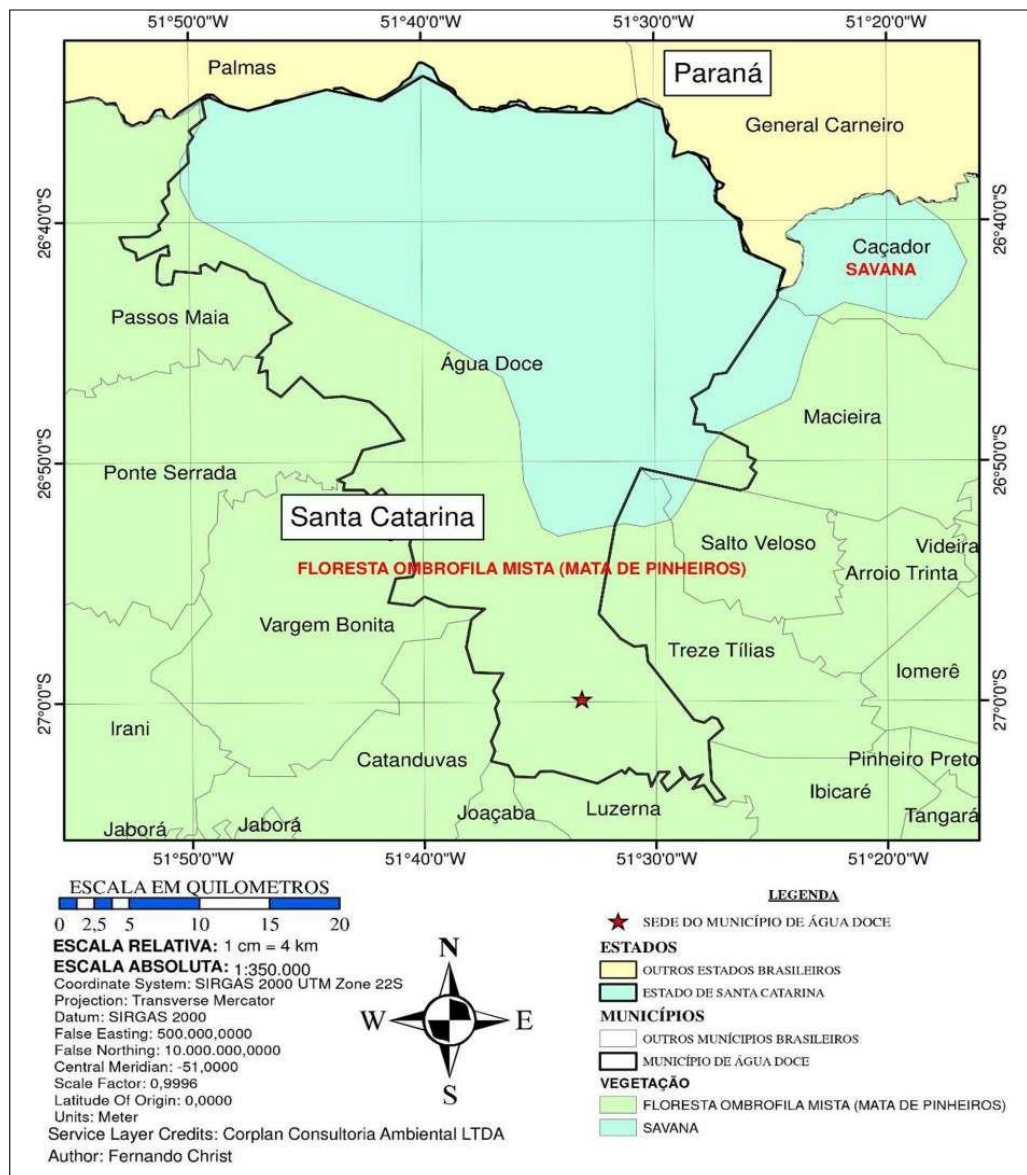 51°50'0"W
51°40'0"W
51°30'0"W
51°20'0"W
Palmas
Paraná
General Carneiro
26°40'0"S
26°40'0"S
Caçador
SAVANA
Passos Maia
Água Doce
Macieira
26°50'0"S
26°50'0"S
Ponte Serrada
Santa Catarina
Salto Veloso
Videira
FLORESTA OMBROFILA MISTA (MATA DE PINHEIROS)
Arroio Trinta
Vargem Bonita
Treze Tílias
Iomerê
27°0'0"S
27°0'0"S
Irani
Catanduvas
Pinheiro Preto
Ibicaré
Luzerna
Joaçaba
Tangará
Jaborá
Jaborá
51°50'0"W
51°40'0"W
51°30'0"W
51°20'0"W
ESCALA EM QUILOMETROS
0 2,5 5 10 15 20
ESCALA RELATIVA: 1 cm = 4 km
ESCALA ABSOLUTA: 1:350.000
Coordinate System: SIRGAS 2000 UTM Zone 22S
Projection: Transverse Mercator
Datum: SIRGAS 2000
False Easting: 500.000,0000
False Northing: 10.000.000,0000
Central Meridian: -51,0000
Scale Factor: 0,9996
Latitude Of Origin: 0,0000
Units: Meter
Service Layer Credits: Corplan Consultoria Ambiental LTDA
Author: Fernando Christ
N
W
E
S
LEGENDA
SEDE DO MUNICÍPIO DE ÁGUA DOCE
ESTADOS
OUTROS ESTADOS BRASILEIROS
ESTADO DE SANTA CATARINA
MUNICÍPIOS
OUTROS MUNÍCIPIOS BRASILEIROS
MUNICÍPIO DE ÁGUA DOCE
VEGETAÇÃO
FLORESTA OMBROFILA MISTA (MATA DE PINHEIROS)
SAVANA